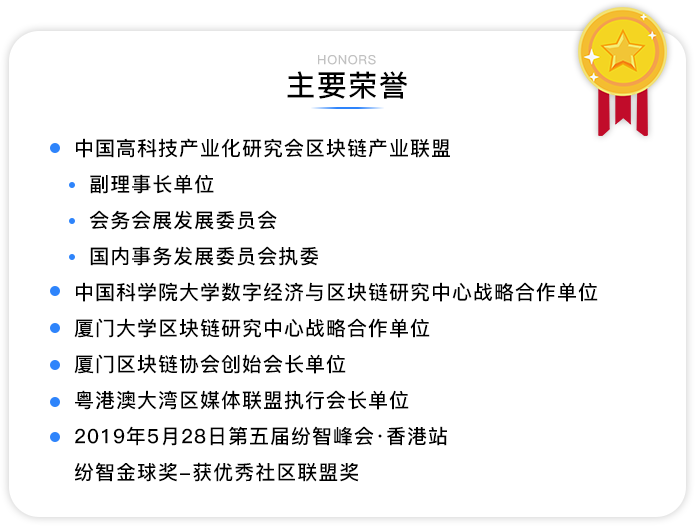 HONORS
主要荣誉
中国高科技产业化研究会区块链产业联盟
副理事长单位
会务会展发展委员会
国内事务发展委员会执委
中国科学院大学数字经济与区块链研究中心战略合作单位
厦门大学区块链研究中心战略合作单位
厦门区块链协会创始会长单位
粤港澳大湾区媒体联盟执行会长单位
2019年5月28日第五届纷智峰会·香港站
纷智金球奖-获优秀社区联盟奖